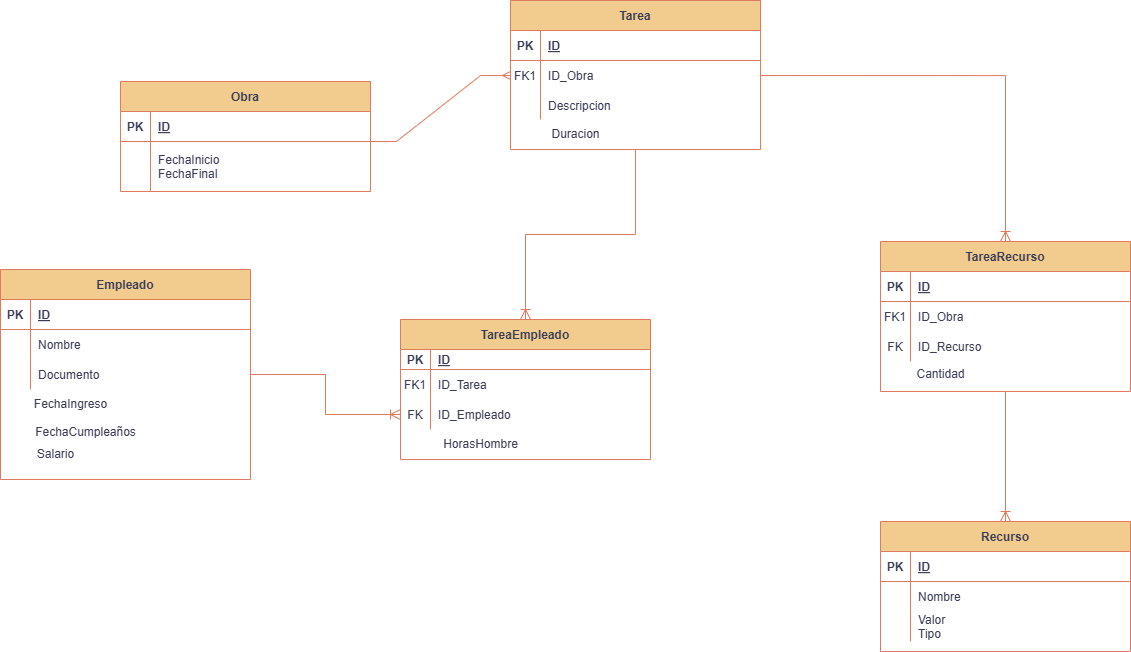 Tarea
PK ID
FK1 ID_Obra
Descripcion
Duracion
Obra
PK ID
FechaInicio
FechaFinal
TareaRecurso
PK ID
FK1 ID_Obra
FK ID_Recurso
Cantidad
Empleado
PK ID
Nombre
Documento
FechaIngreso
FechaCumpleaños
Salario
TareaEmpleado
PK ID
FK1 ID_Tarea
FK ID_Empleado
HorasHombre
Recurso
PK ID
Nombre
Valor
Tipo